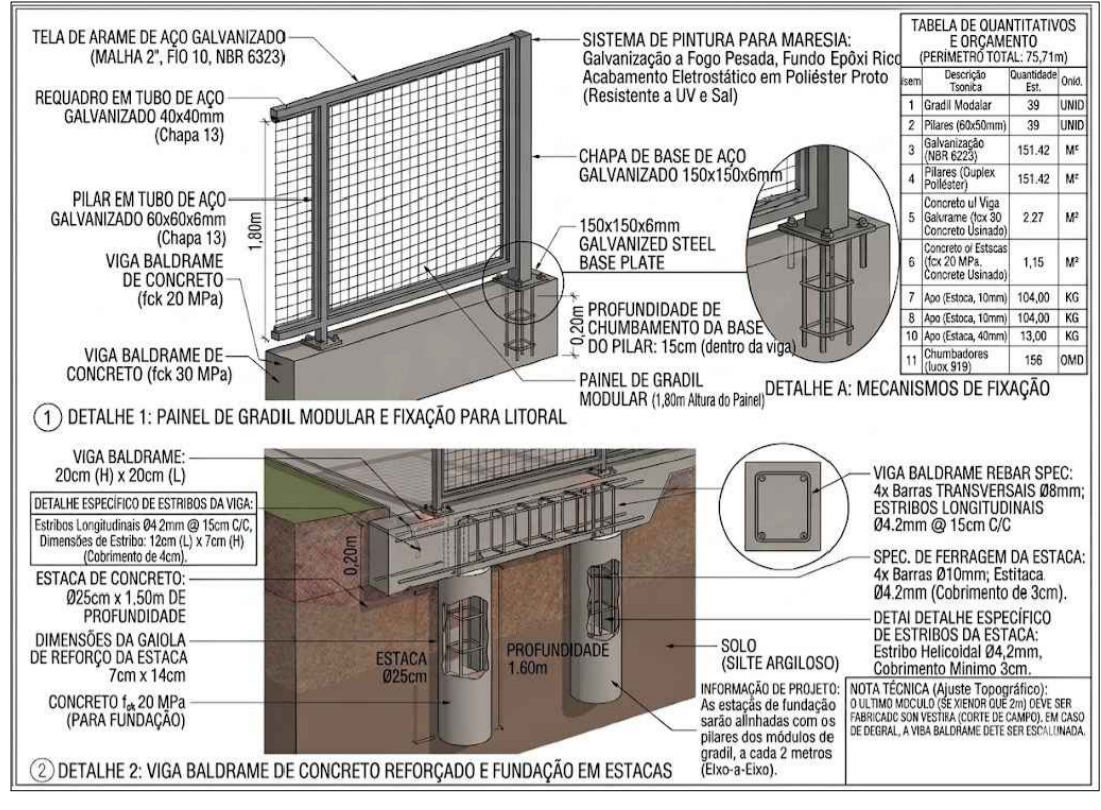 TELA DE ARAME DE AÇO GALVANIZADO
(MALHA 2", FIO 10, NBR 6323)
REQUADRO EM TUBO DE AÇO
GALVANIZADO 40x40mm
(Chapa 13)
PILAR EM TUBO DE AÇO
GALVANIZADO 60x60x6mm
(Chapa 13)
1,80m
VIGA BALDRAME
DE CONCRETO
(fck 20 MPa)
VIGA BALDRAME DE
CONCRETO (fck 30 MPa)
SISTEMA DE PINTURA PARA MARESIA:
Galvanização a Fogo Pesada, Fundo Epôxi Rico
Acabamento Eletrostático em Poliéster Proto
(Resistente a UV e Sal)
CHAPA DE BASE DE AÇO
GALVANIZADO 150x150x6mm
150x150x6mm
GALVANIZED STEEL
BASE PLATE
0,20m
PROFUNDIDADE DE
CHUMBAMENTO DA BASE
DO PILAR: 15cm (dentro da viga)
PAINEL DE GRADIL
MODULAR (1,80m Altura do Painel)
DETALHE A: MECANISMOS DE FIXAÇÃO
1 DETALHE 1: PAINEL DE GRADIL MODULAR E FIXAÇÃO PARA LITORAL
TABELA DE QUANTITATIVOS
E ORÇAMENTO
(PERÍMETRO TOTAL: 75,71m)
ısem Descrição Tsonica Quantidade Est. Onid.
1 Gradil Modalar 39 UNID
2 Pilares (60x50mm) 39 UNID
3 Galvanização (NBR 6223) 151.42
4 Pilares (Guplex Polléster) 151.42
5 Concreto ul Viga Galvrame (fcx 30 Concreto Usinado) 2.27 M²
6 Concreto o/ Estscas (fcx 20 MPa. Concrete Usinado) 1,15 M²
7 Apo (Estoca, 10mm) 104,00 KG
8 Apo (Estaca, 10mm) 104,00 KG
10 Apo (Estaca, 40mm) 13,00 KG
11 Chumbadores (luox 919) 156 OMD
VIGA BALDRAME:
20cm (H) x 20cm (L)
DETALHE ESPECÍFICO DE ESTRIBOS DA VIGA:
Estribos Longitudinais Ø4 2mm @ 15cm C/C,
Dimensões de Estribo: 12cm (L) x 7cm (H)
(Cobrimento de 4cm).
0,20m
ESTACA DE CONCRETO:
Ø25cm x 1,50m DE
PROFUNDIDADE
DIMENSÕES DA GAIOLA
DE REFORÇO DA ESTACA
7cm x 14cm
CONCRETO fck 20 MPa
(PARA FUNDAÇÃO)
ESTACA
Ø25cm
PROFUNDIDADE
1.60m
VIGA BALDRAME REBAR SPEC:
4x Barras TRANSVERSAIS Ø8mm;
ESTRIBOS LONGITUDINAIS
Ø4.2mm @ 15cm C/C
SPEC. DE FERRAGEM DA ESTACA:
4x Barras Ø10mm; Estitaca
Ø4.2mm (Cobrimento de 3cm).
DETAI DETALHE ESPECÍFICO
DE ESTRIBOS DA ESTACA:
Estribo Helicoidal Ø4,2mm,
Cobrimento Mínimo 3cm.
SOLO
(SILTE ARGILOSO)
INFORMAÇÃO DE PROJETO:
As estaças de fundação
sarão alinhadas com os
pilares dos módulos de
gradil, a cada 2 metros
(Elxo-a-Eixo).
NOTA TÉCNICA (Ajuste Topográfico):
O ULTIMO MDCULO (SE XIENOR QUE 2m) DEVE SER
FABRICADO SON VESTIRA (CORTE DE CAMPO). EM CASO
DE DEGRAL, A VIBA BALDRAME DETE SER ESCALUNADA.
2 DETALHE 2: VIGA BALDRAME DE CONCRETO REFORÇADO E FUNDAÇÃO EM ESTACAS